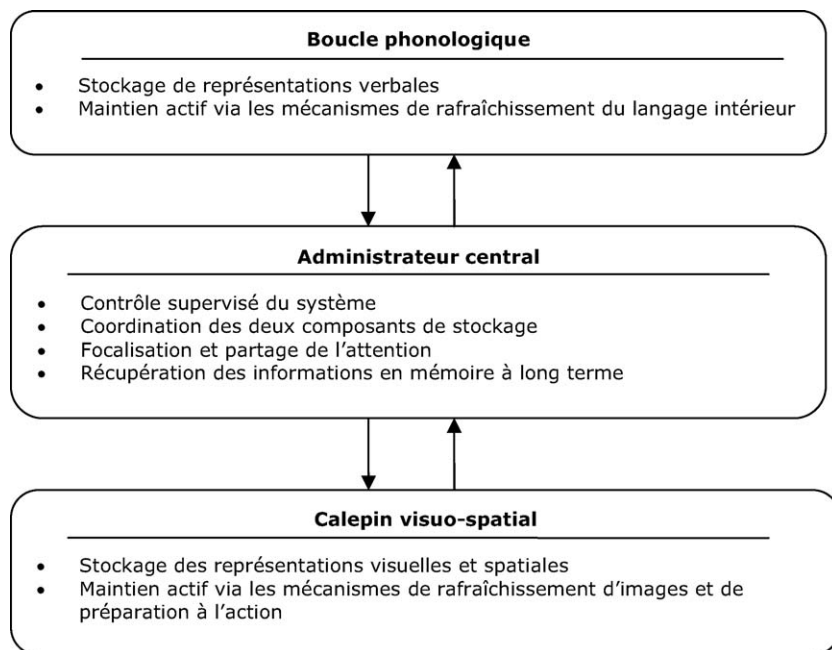 Boucle phonologique
• Stockage de représentations verbales
• Maintien actif via les mécanismes de rafraîchissement du langage intérieur
Administrateur central
• Contrôle supervisé du système
• Coordination des deux composants de stockage
• Focalisation et partage de l’attention
• Récupération des informations en mémoire à long terme
Calepin visuo-spatial
• Stockage des représentations visuelles et spatiales
• Maintien actif via les mécanismes de rafraîchissement d’images et de
préparation à l’action